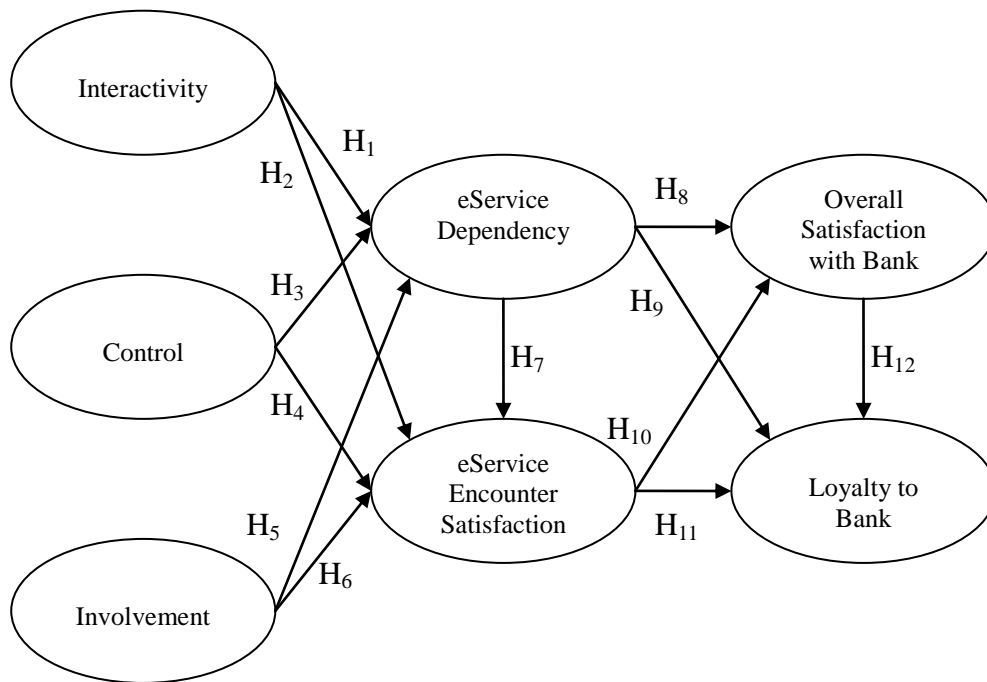 Interactivity
H₁
H₂
eService
Dependency
H₈
Overall
Satisfaction
with Bank
Control
H₃
H₄
H₇
H₉
H₁₂
H₁₀
eService
Encounter
Satisfaction
H₁₁
Loyalty to
Bank
H₅
H₆
Involvement